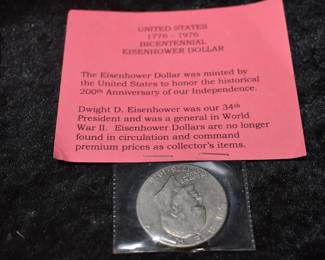 UNITED STATES
1776 - 1976
BICENTENNIAL
EISENHOWER DOLLAR
The Eisenhower Dollar was minted by
the United States to honor the historical
200th Anniversary of our Independence.
Dwight D. Eisenhower was our 34th
President and was a general in World
War II. Eisenhower Dollars are no longer
found in circulation and command
premium prices as collector's items.